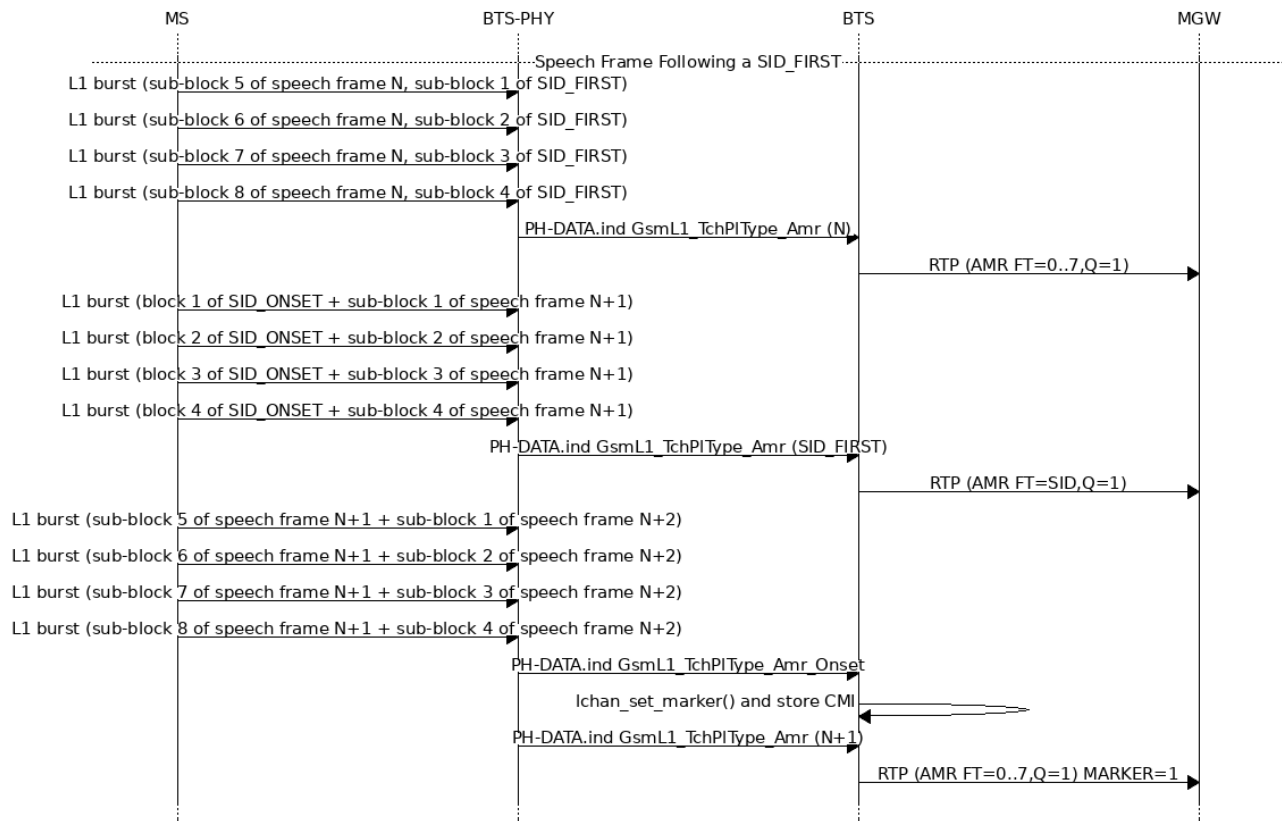 MS BTS-PHY BTS MGW
Speech Frame Following a SID_FIRST
L1 burst (sub-block 5 of speech frame N, sub-block 1 of SID_FIRST)
L1 burst (sub-block 6 of speech frame N, sub-block 2 of SID_FIRST)
L1 burst (sub-block 7 of speech frame N, sub-block 3 of SID_FIRST)
L1 burst (sub-block 8 of speech frame N, sub-block 4 of SID_FIRST)
PH-DATA.ind GsmL1_TchPlType_Amr (N)
RTP (AMR FT=0..7,Q=1)
L1 burst (block 1 of SID_ONSET + sub-block 1 of speech frame N+1)
L1 burst (block 2 of SID_ONSET + sub-block 2 of speech frame N+1)
L1 burst (block 3 of SID_ONSET + sub-block 3 of speech frame N+1)
L1 burst (block 4 of SID_ONSET + sub-block 4 of speech frame N+1)
PH-DATA.ind GsmL1_TchPlType_Amr (SID_FIRST)
RTP (AMR FT=SID,Q=1)
L1 burst (sub-block 5 of speech frame N+1 + sub-block 1 of speech frame N+2)
L1 burst (sub-block 6 of speech frame N+1 + sub-block 2 of speech frame N+2)
L1 burst (sub-block 7 of speech frame N+1 + sub-block 3 of speech frame N+2)
L1 burst (sub-block 8 of speech frame N+1 + sub-block 4 of speech frame N+2)
PH-DATA.ind GsmL1_TchPlType_Amr_Onset
lchan_set_marker() and store CMI
PH-DATA.ind GsmL1_TchPlType_Amr (N+1)
RTP (AMR FT=0..7,Q=1) MARKER=1